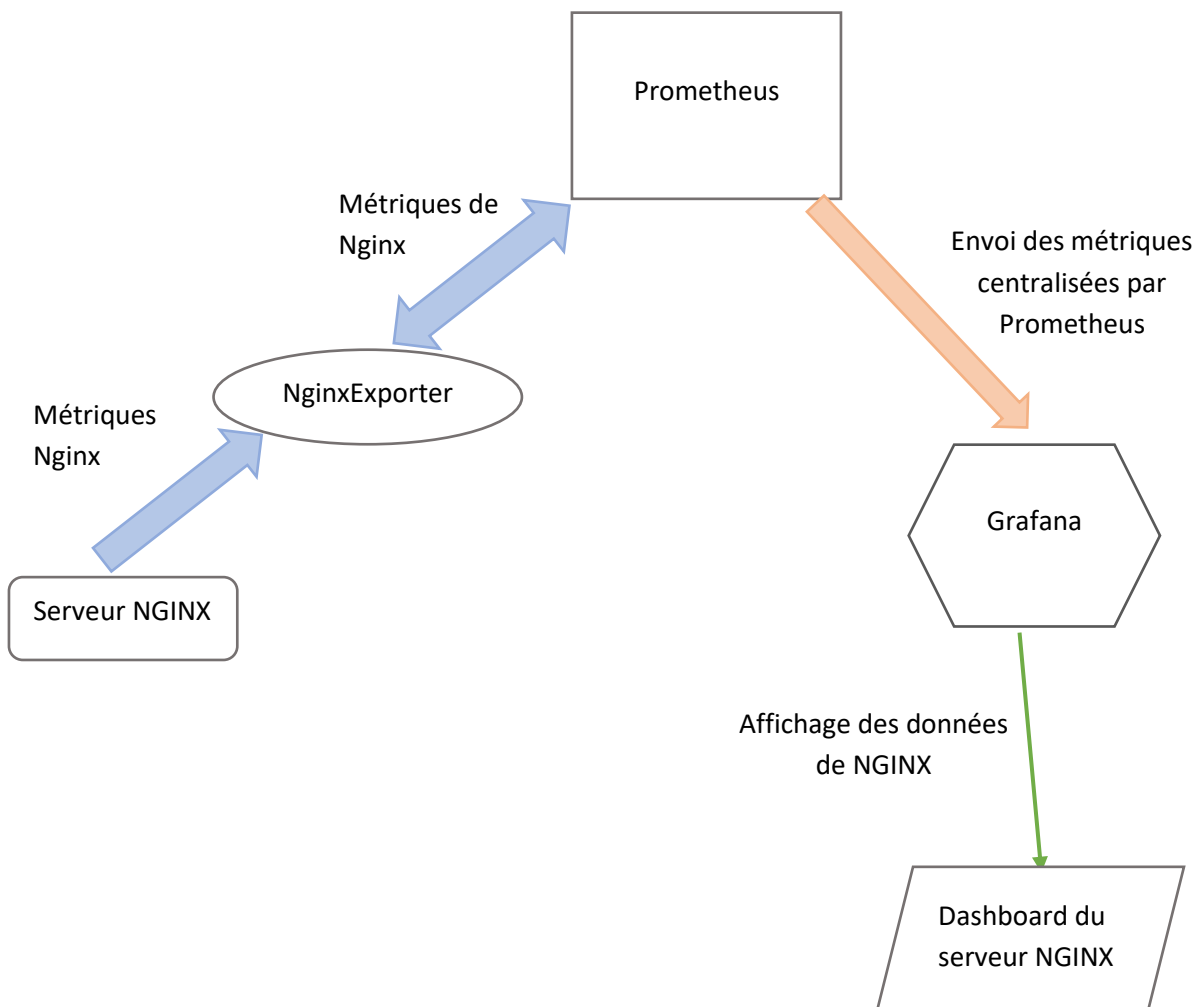 Prometheus
Métriques de
Nginx
Envoi des métriques
centralisées par
Prometheus
NginxExporter
Métriques
Nginx
Grafana
Serveur NGINX
Affichage des données
de NGINX
Dashboard du
serveur NGINX